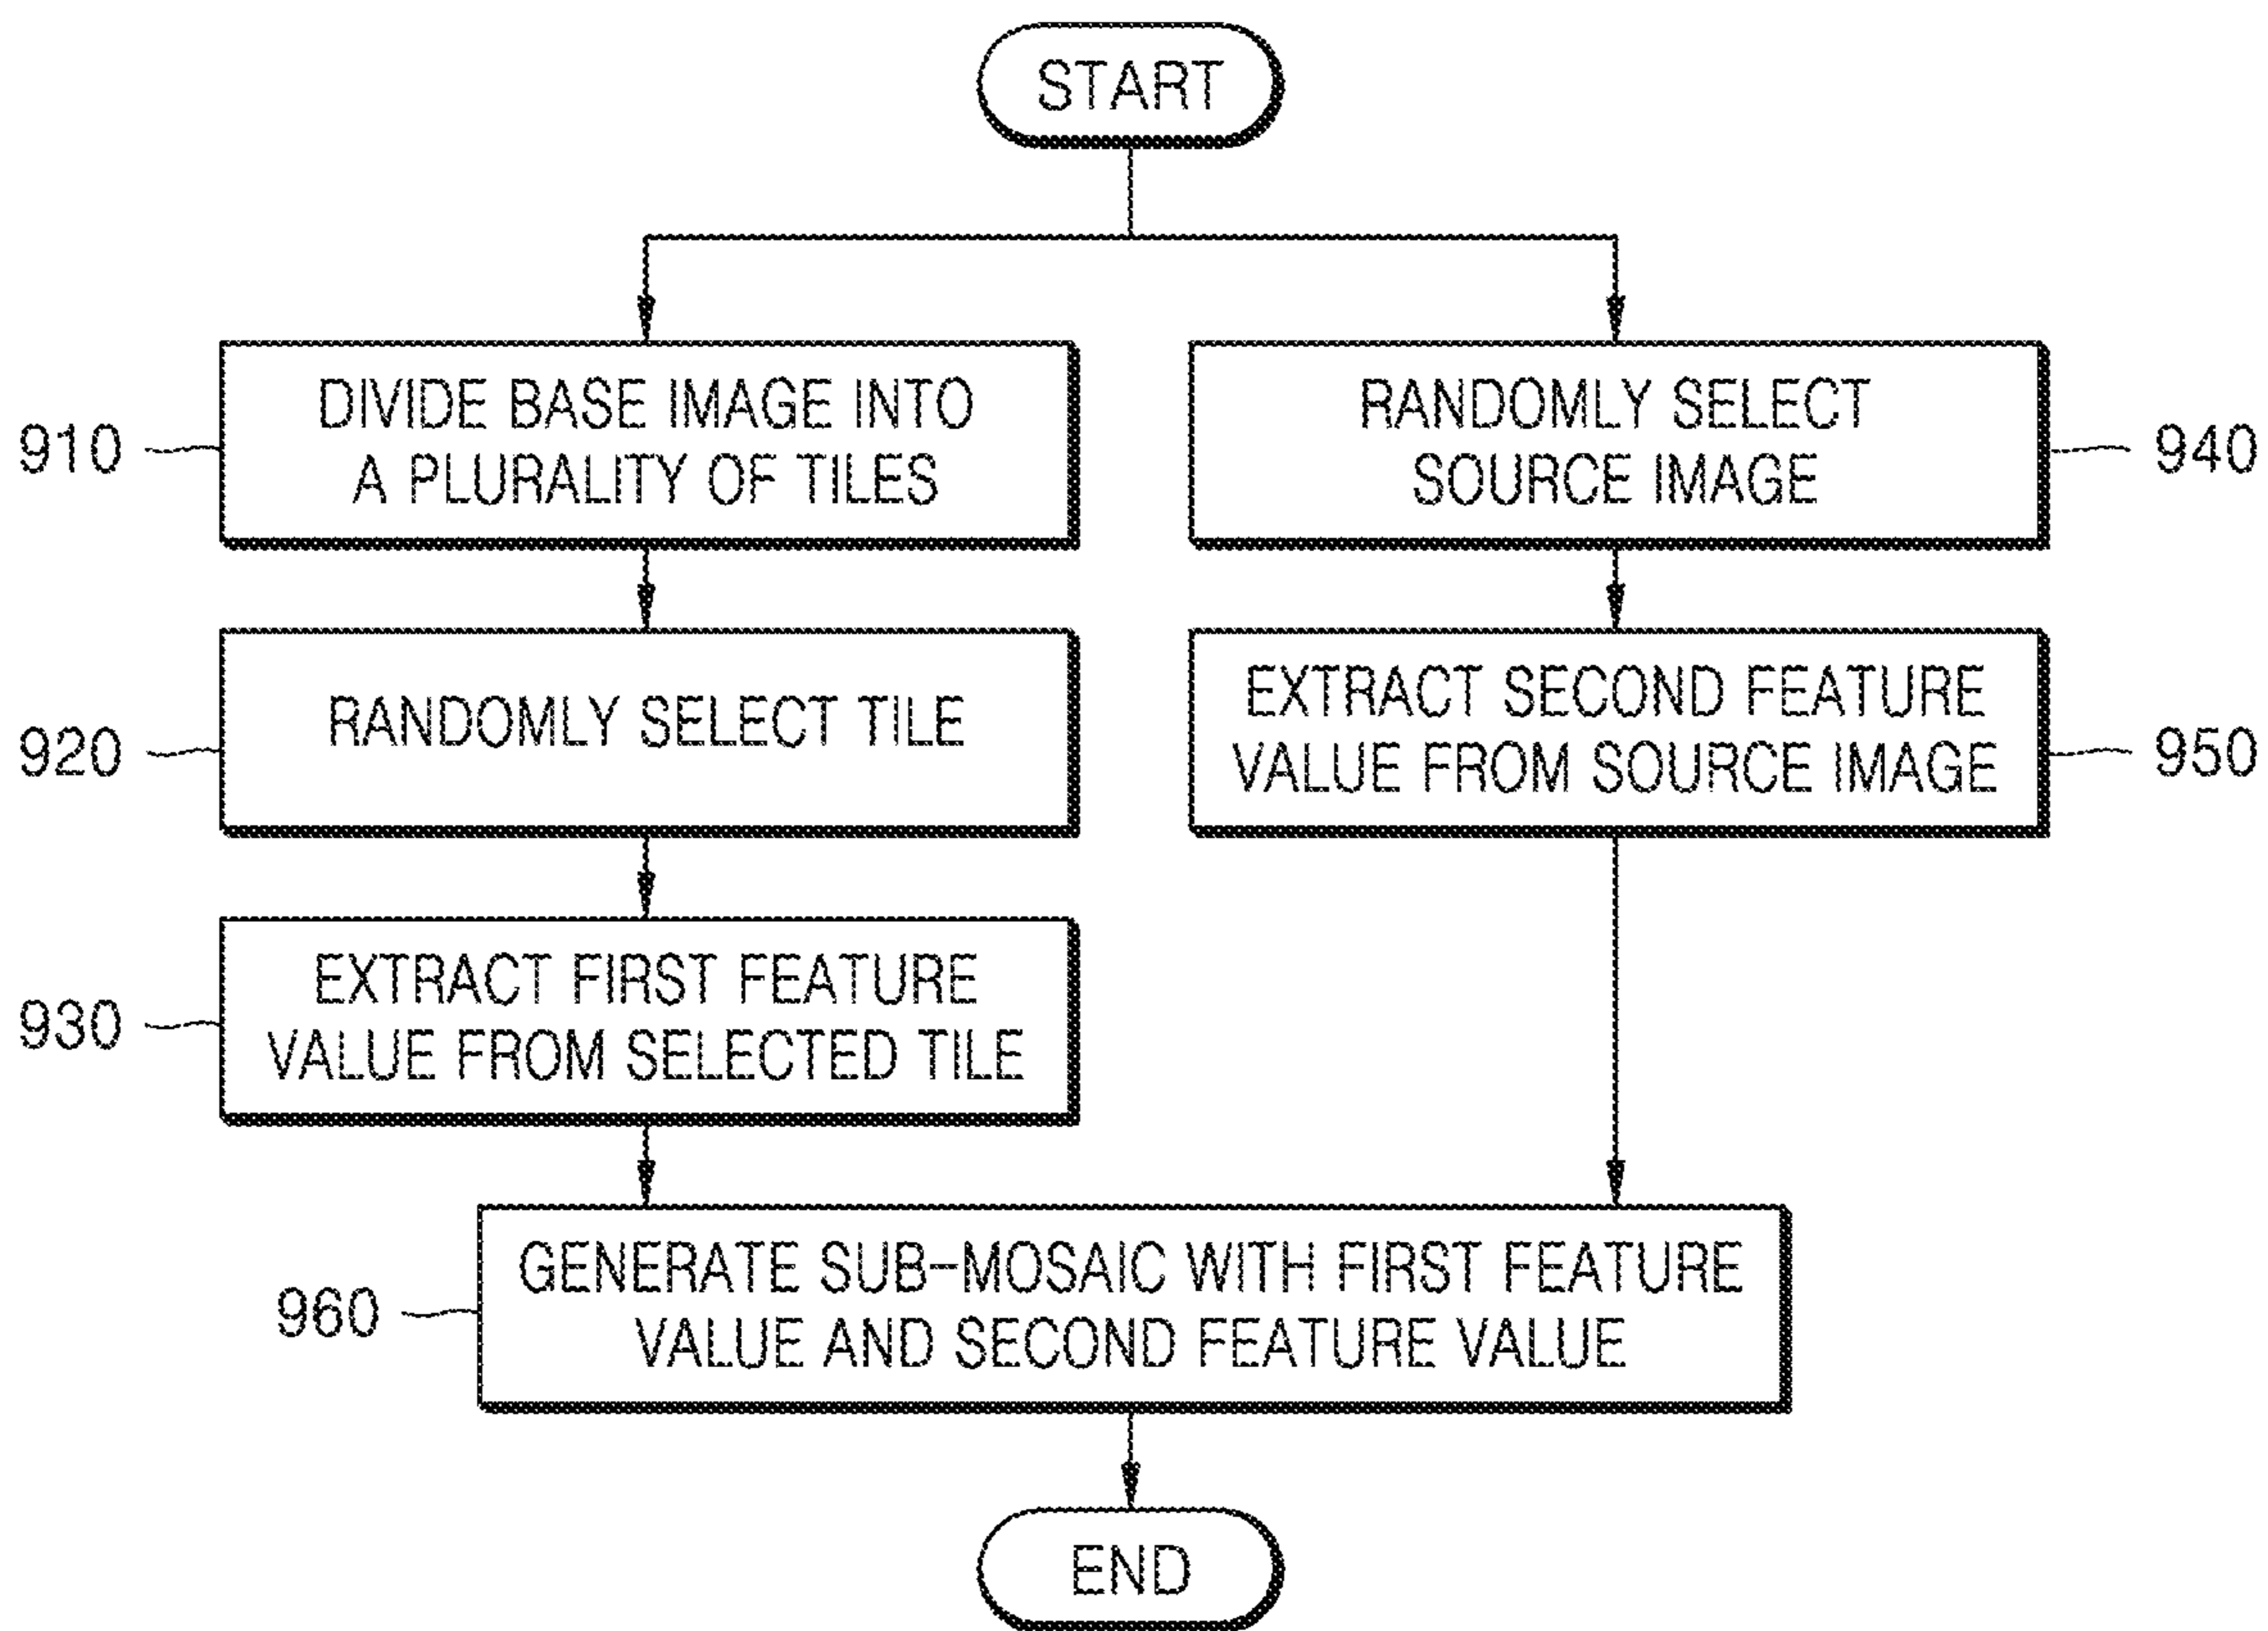 START
910
DIVIDE BASE IMAGE INTO
A PLURALITY OF TILES
920
RANDOMLY SELECT TILE
930
EXTRACT FIRST FEATURE
VALUE FROM SELECTED TILE
RANDOMLY SELECT
SOURCE IMAGE
940
EXTRACT SECOND FEATURE
VALUE FROM SOURCE IMAGE
950
960
GENERATE SUB-MOSAIC WITH FIRST FEATURE
VALUE AND SECOND FEATURE VALUE
END